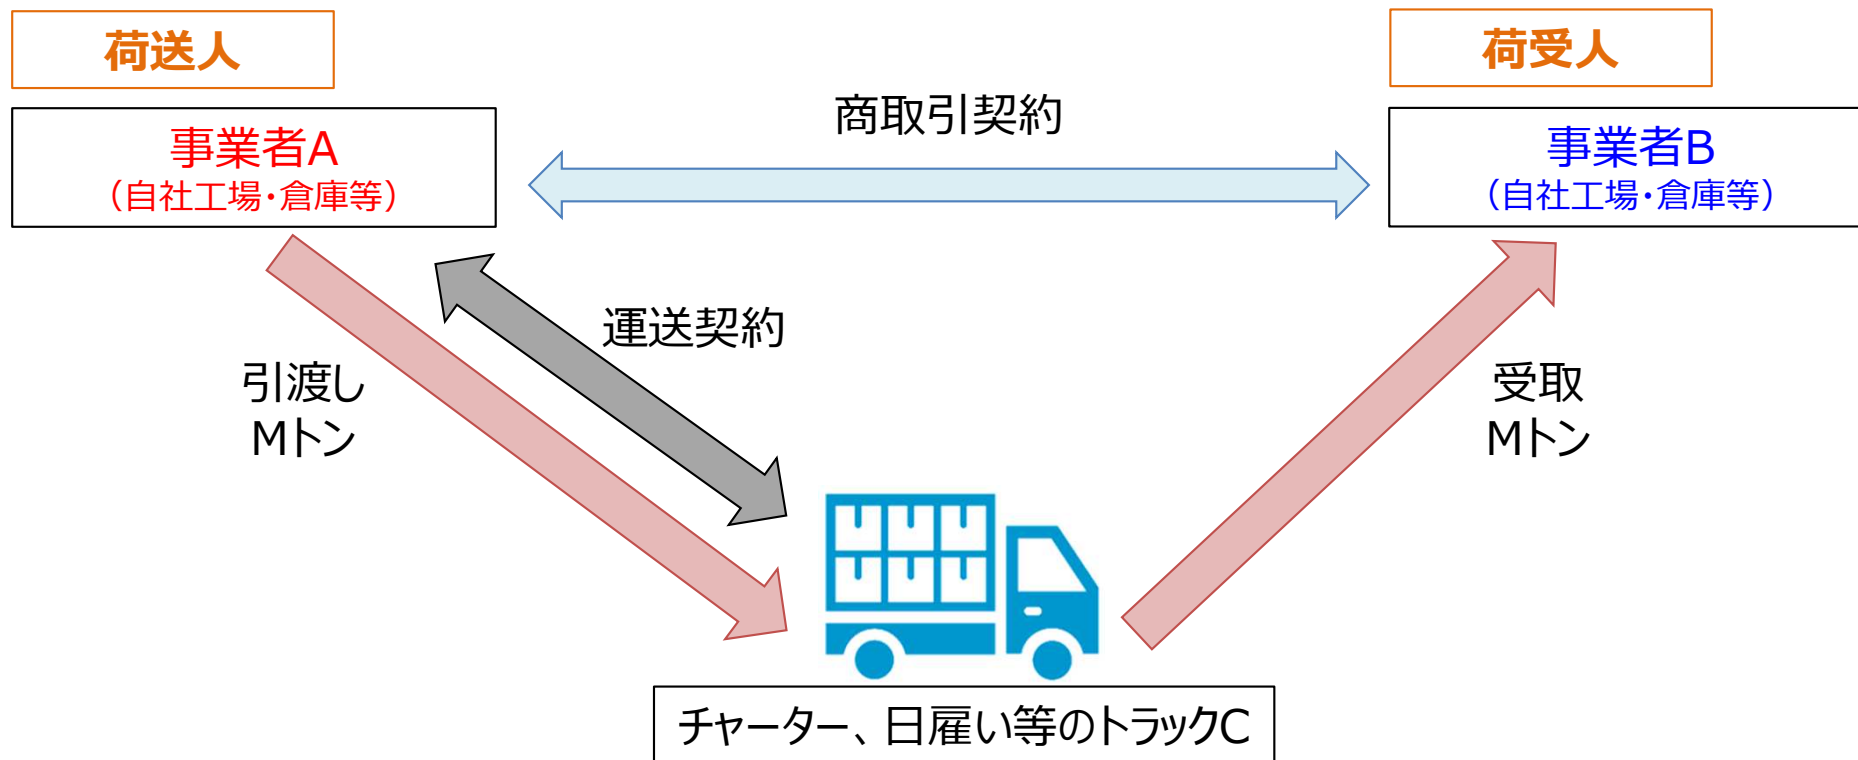 荷送人
荷受人
事業者A
（自社工場・倉庫等）
商取引契約
事業者B
（自社工場・倉庫等）
運送契約
引渡し
Mトン
受取
Mトン
チャーター、日雇い等のトラックC